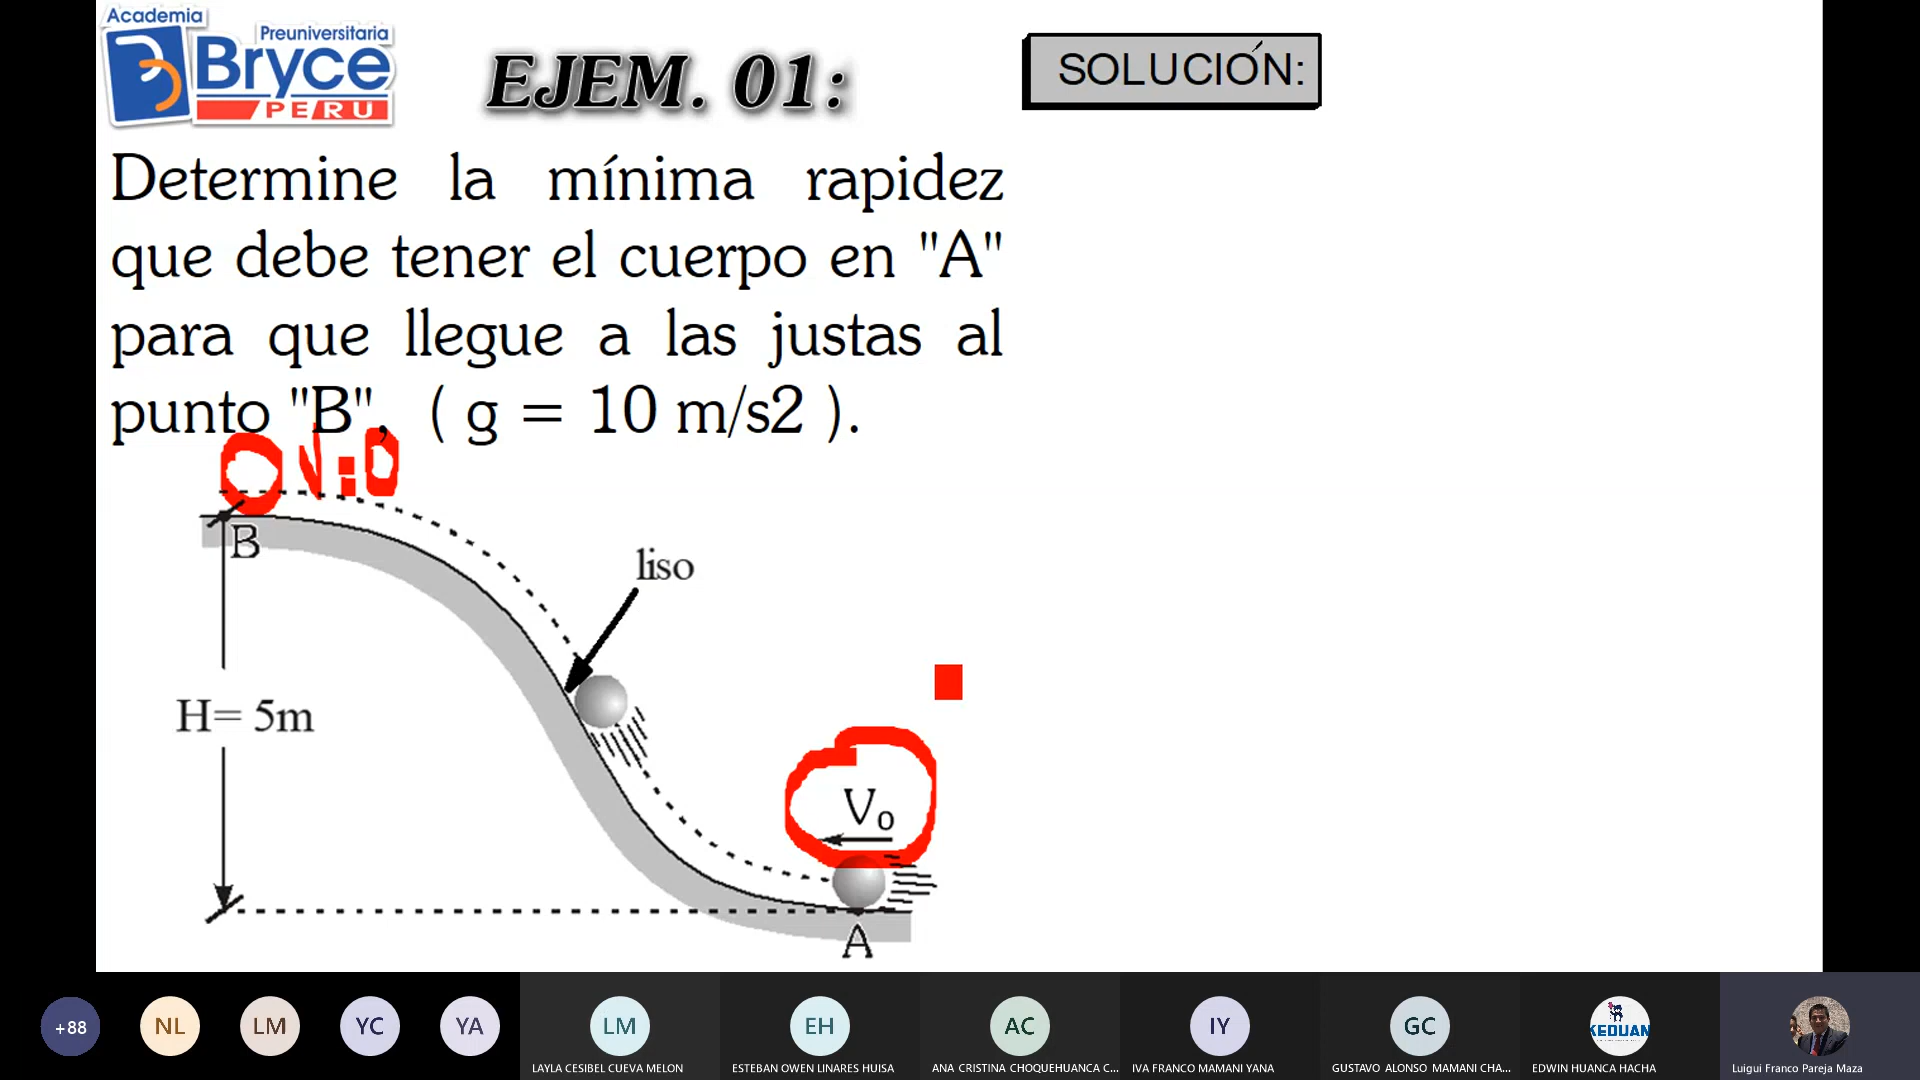 Academia
Preuniversitaria
Bryce
PERU
EJEM. 01:
SOLUCIÓN:
Determine la mínima rapidez
que debe tener el cuerpo en "A"
para que llegue a las justas al
punto "B", ( g = 10 m/s2 ).
V=0
B
liso
H= 5m
V₀
A
+88
NL
LM
YC
YA
LM
EH
AC
IY
GC
KEDUAN
LAYLA CESIBEL CUEVA MELON
ESTEBAN OWEN LINARES HUISA
ANA CRISTINA CHOQUEHUANCA C...
IVA FRANCO MAMANI YANA
GUSTAVO ALONSO MAMANI CHA...
EDWIN HUANCA HACHA
Luigui Franco Pareja Maza